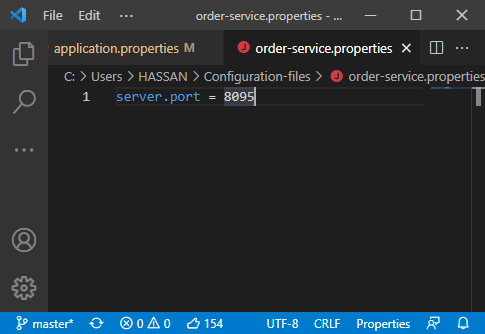 File Edit ... order-service.properties - ...
application.properties M order-service.properties ...
C: > Users > HASSAN > Configuration-files > order-service.properties
1 server.port = 8095
master* 0 0 154 UTF-8 CRLF Properties